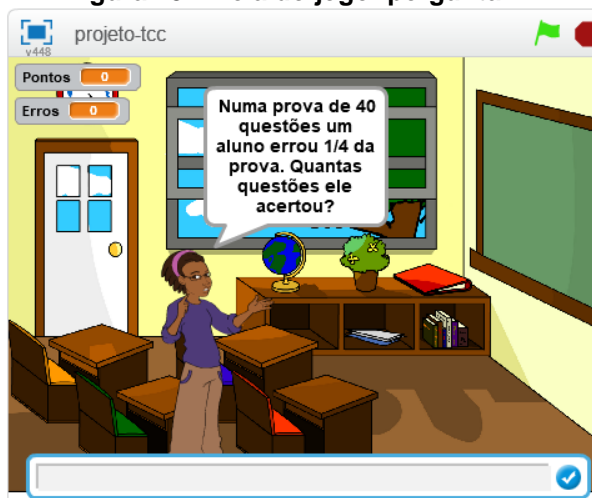 projeto-tcc
v448
Pontos 0
Erros 0
Numa prova de 40
questões um
aluno errou 1/4 da
prova. Quantas
questões ele
acertou?